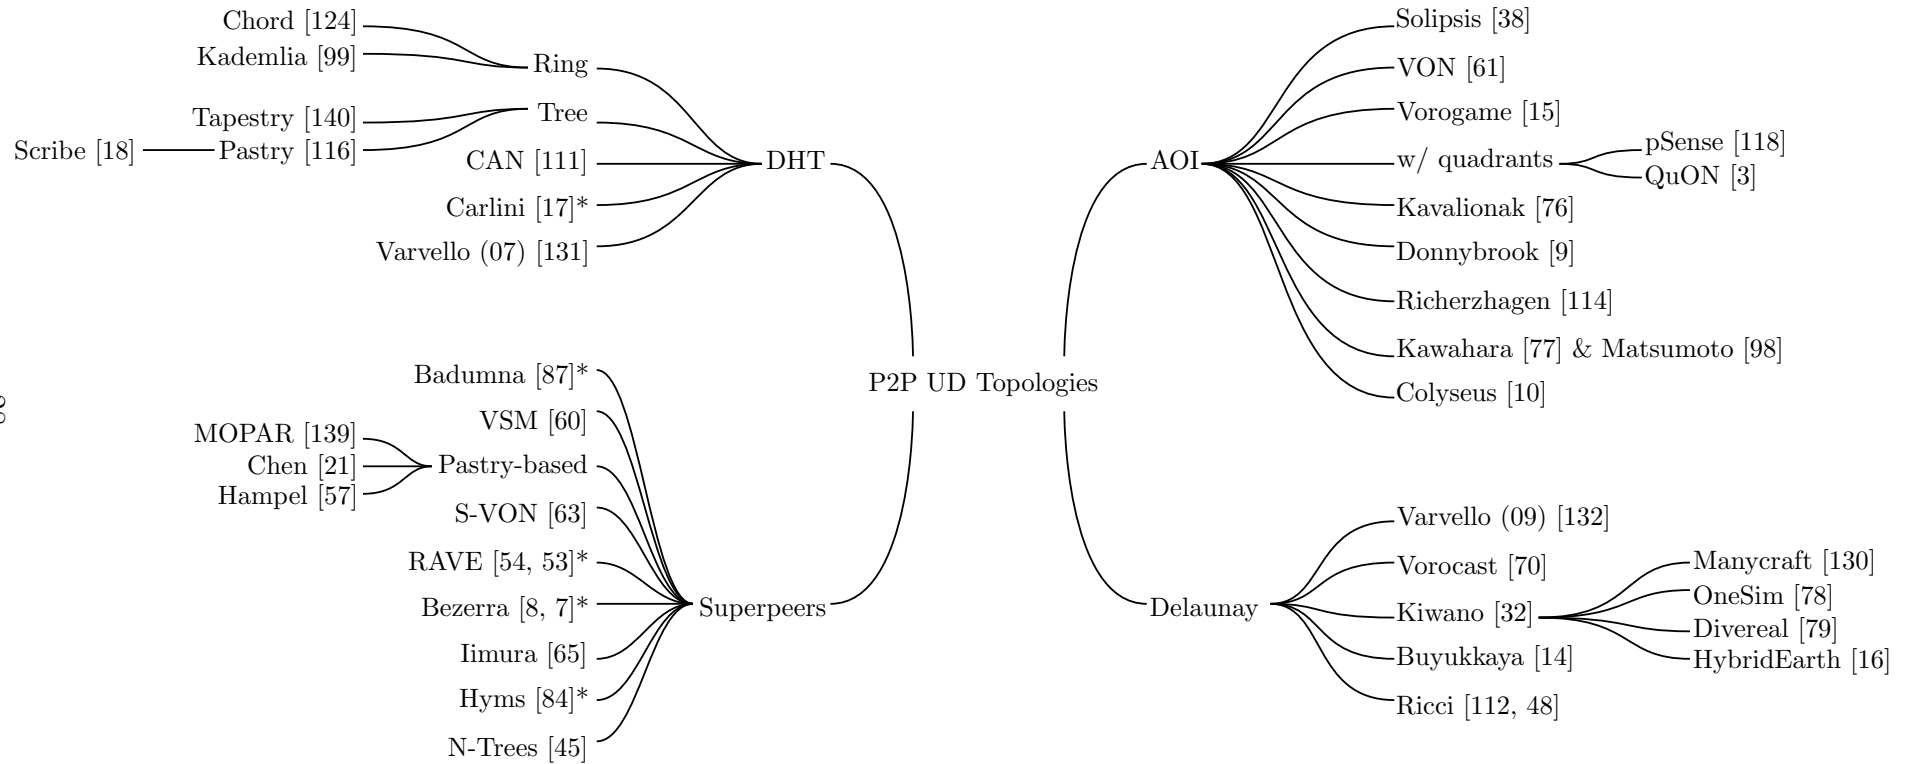 Chord [124]
Kademlia [99]
Ring
Tapestry [140]
Tree
Scribe [18]
Pastry [116]
CAN [111]
DHT
Carlini [17]*
Varvello (07) [131]
Solipsis [38]
VON [61]
Vorogame [15]
AOI
w/ quadrants
pSense [118]
QuON [3]
Kavalionak [76]
Donnybrook [9]
Richerzhagen [114]
Kawahara [77] & Matsumoto [98]
Colyseus [10]
P2P UD Topologies
Badumna [87]*
VSM [60]
MOPAR [139]
Chen [21]
Hampel [57]
Pastry-based
S-VON [63]
RAVE [54, 53]*
Bezerra [8, 7]*
Superpeers
Iimura [65]
Hyms [84]*
N-Trees [45]
Varvello (09) [132]
Vorocast [70]
Delaunay
Kiwano [32]
Manycraft [130]
OneSim [78]
Divereal [79]
HybridEarth [16]
Buyukkaya [14]
Ricci [112, 48]